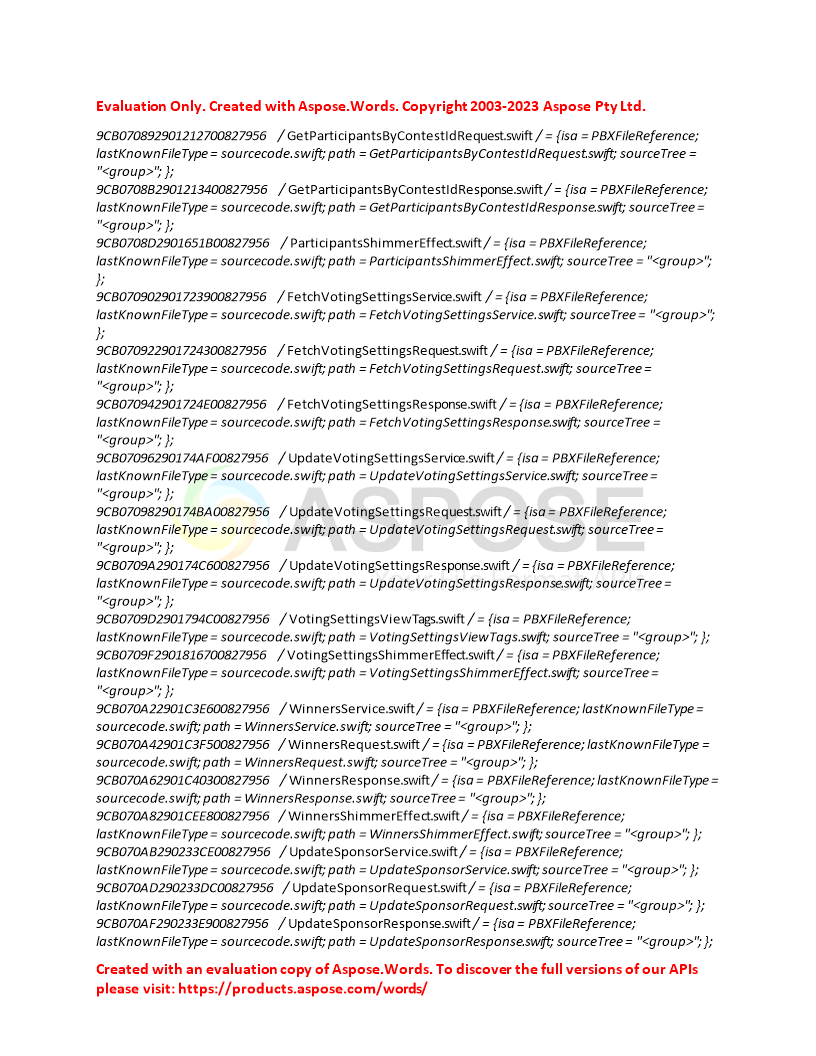 Evaluation Only. Created with Aspose.Words. Copyright 2003-2023 Aspose Pty Ltd.
9CB070892901212700827956 / GetParticipantsByContestIdRequest.swift / = {isa = PBXFileReference;
lastKnownFileType = sourcecode.swift; path = GetParticipantsByContestIdRequest.swift; sourceTree =
"<group>"; };
9CB0708B2901213400827956 / GetParticipantsByContestIdResponse.swift / = {isa = PBXFileReference;
lastKnownFileType = sourcecode.swift; path = GetParticipantsByContestIdResponse.swift; sourceTree =
"<group>"; };
9CB0708D2901651B00827956 / ParticipantsShimmerEffect.swift / = {isa = PBXFileReference;
lastKnownFileType = sourcecode.swift; path = ParticipantsShimmerEffect.swift; sourceTree = "<group>";
};
9CB070902901723900827956 / FetchVotingSettingsService.swift / = {isa = PBXFileReference;
lastKnownFileType = sourcecode.swift; path = FetchVotingSettingsService.swift; sourceTree = "<group>";
};
9CB070922901724300827956 / FetchVotingSettingsRequest.swift / = {isa = PBXFileReference;
lastKnownFileType = sourcecode.swift; path = FetchVotingSettingsRequest.swift; sourceTree =
"<group>"; };
9CB070942901724E00827956 / FetchVotingSettingsResponse.swift / = {isa = PBXFileReference;
lastKnownFileType = sourcecode.swift; path = FetchVotingSettingsResponse.swift; sourceTree =
"<group>"; };
9CB07096290174AF00827956 / UpdateVotingSettingsService.swift / = {isa = PBXFileReference;
lastKnownFileType = sourcecode.swift; path = UpdateVotingSettingsService.swift; sourceTree =
"<group>"; };
9CB07098290174BA00827956 / UpdateVotingSettingsRequest.swift / = {isa = PBXFileReference;
lastKnownFileType = sourcecode.swift; path = UpdateVotingSettingsRequest.swift; sourceTree =
"<group>"; };
9CB0709A290174C600827956 / UpdateVotingSettingsResponse.swift / = {isa = PBXFileReference;
lastKnownFileType = sourcecode.swift; path = UpdateVotingSettingsResponse.swift; sourceTree =
"<group>"; };
9CB0709D2901794C00827956 / VotingSettingsViewTags.swift / = {isa = PBXFileReference;
lastKnownFileType = sourcecode.swift; path = VotingSettingsViewTags.swift; sourceTree = "<group>"; };
9CB0709F2901816700827956 / VotingSettingsShimmerEffect.swift / = {isa = PBXFileReference;
lastKnownFileType = sourcecode.swift; path = VotingSettingsShimmerEffect.swift; sourceTree =
"<group>"; };
9CB070A22901C3E600827956 / WinnersService.swift / = {isa = PBXFileReference; lastKnownFileType =
sourcecode.swift; path = WinnersService.swift; sourceTree = "<group>"; };
9CB070A42901C3F500827956 / WinnersRequest.swift / = {isa = PBXFileReference; lastKnownFileType =
sourcecode.swift; path = WinnersRequest.swift; sourceTree = "<group>"; };
9CB070A62901C40300827956 / WinnersResponse.swift / = {isa = PBXFileReference; lastKnownFileType =
sourcecode.swift; path = WinnersResponse.swift; sourceTree = "<group>"; };
9CB070A82901CEE800827956 / WinnersShimmerEffect.swift / = {isa = PBXFileReference;
lastKnownFileType = sourcecode.swift; path = WinnersShimmerEffect.swift; sourceTree = "<group>"; };
9CB070AB290233CE00827956 / UpdateSponsorService.swift / = {isa = PBXFileReference;
lastKnownFileType = sourcecode.swift; path = UpdateSponsorService.swift; sourceTree = "<group>"; };
9CB070AD290233DC00827956 / UpdateSponsorRequest.swift / = {isa = PBXFileReference;
lastKnownFileType = sourcecode.swift; path = UpdateSponsorRequest.swift; sourceTree = "<group>"; };
9CB070AF290233E900827956 / UpdateSponsorResponse.swift / = {isa = PBXFileReference;
lastKnownFileType = sourcecode.swift; path = UpdateSponsorResponse.swift; sourceTree = "<group>"; };
Created with an evaluation copy of Aspose.Words. To discover the full versions of our APIs
please visit: https://products.aspose.com/words/
ASPOSE